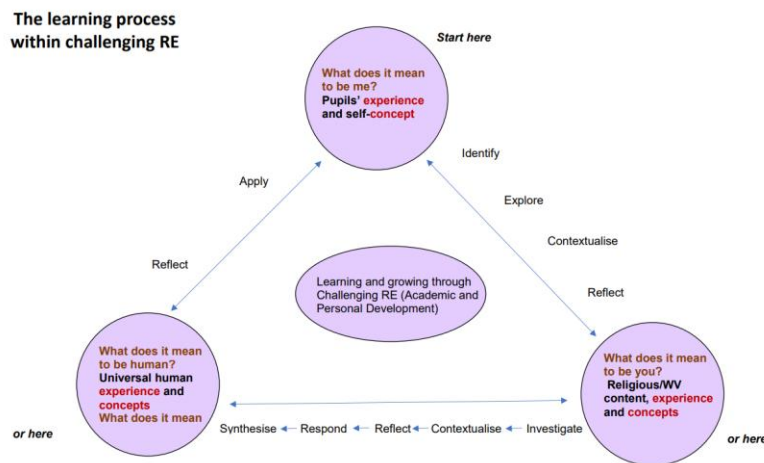 The learning process
within challenging RE
Start here
What does it mean
to be me?
Pupils' experience
and self-concept
Identify
Apply
Explore
Contextualise
Reflect
Reflect
Learning and growing through
Challenging RE (Academic and
Personal Development)
What does it mean
to be human?
Universal human
experience and
concepts
What does it mean
or here
What does it mean
to be you?
Religious/WV
content, experience
and concepts
or here
Synthesise Respond Reflect Contextualise Investigate